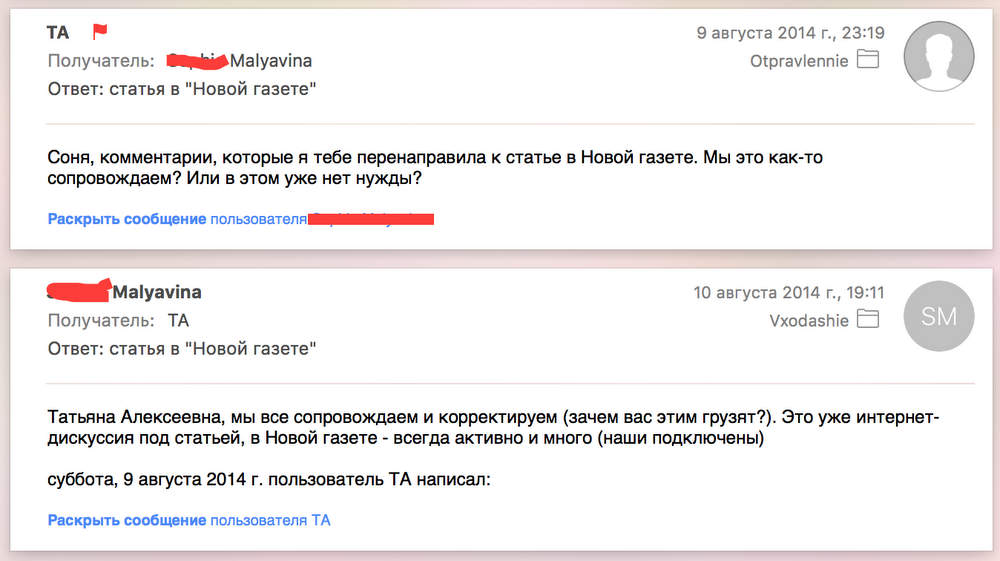 TA
9 августа 2014 г., 23:19
Получатель: Malyavina
Otpravlennie
Ответ: статья в "Новой газете"
Соня, комментарии, которые я тебе перенаправила к статье в Новой газете. Мы это как-то
сопровождаем? Или в этом уже нет нужды?
Раскрыть сообщение пользователя
Malyavina
10 августа 2014 г., 19:11
SM
Получатель: TA
Vxodashie
Ответ: статья в "Новой газете"
Татьяна Алексеевна, мы все сопровождаем и корректируем (зачем вас этим грузят?). Это уже интернет-
дискуссия под статьей, в Новой газете - всегда активно и много (наши подключены)
суббота, 9 августа 2014 г. пользователь ТА написал:
Раскрыть сообщение пользователя TA